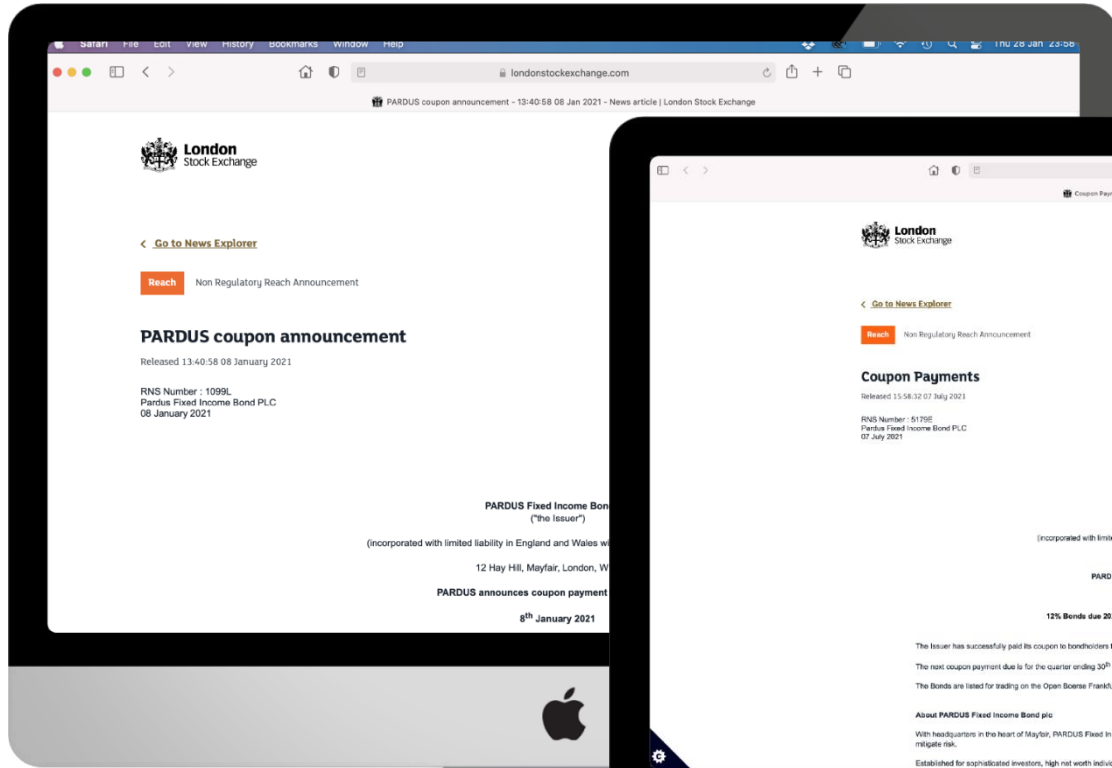 Safari File Edit View History Bookmarks Window Help Thu 28 Jan 23:58
londonstockexchange.com
PARDUS coupon announcement - 13:40:58 08 Jan 2021 - News article | London Stock Exchange
London
Stock Exchange
Go to News Explorer
Reach Non Regulatory Reach Announcement
PARDUS coupon announcement
Released 13:40:58 08 January 2021
RNS Number : 1099L
Pardus Fixed Income Bond PLC
08 January 2021
PARDUS Fixed Income Bon
("the Issuer")
(incorporated with limited liability in England and Wales wi
12 Hay Hill, Mayfair, London, W
PARDUS announces coupon payment
8th January 2021
Coupon Paym
London
Stock Exchange
Go to News Explorer
Reach Non Regulatory Reach Announcement
Coupon Payments
Released 15:58:32 07 July 2021
RNS Number : 5179E
Pardus Fixed Income Bond PLC
07 July 2021
(incorporated with limite
PARD
12% Bonds due 20
The Issuer has successfully paid its coupon to bondholders
The next coupon payment due is for the quarter ending 30th
The Bonds are listed for trading on the Open Boerse Frankfu
About PARDUS Fixed Income Bond plc
With headquarters in the heart of Mayfair, PARDUS Fixed In
mitigate risk.
Established for sophisticated investors, high net worth indivi